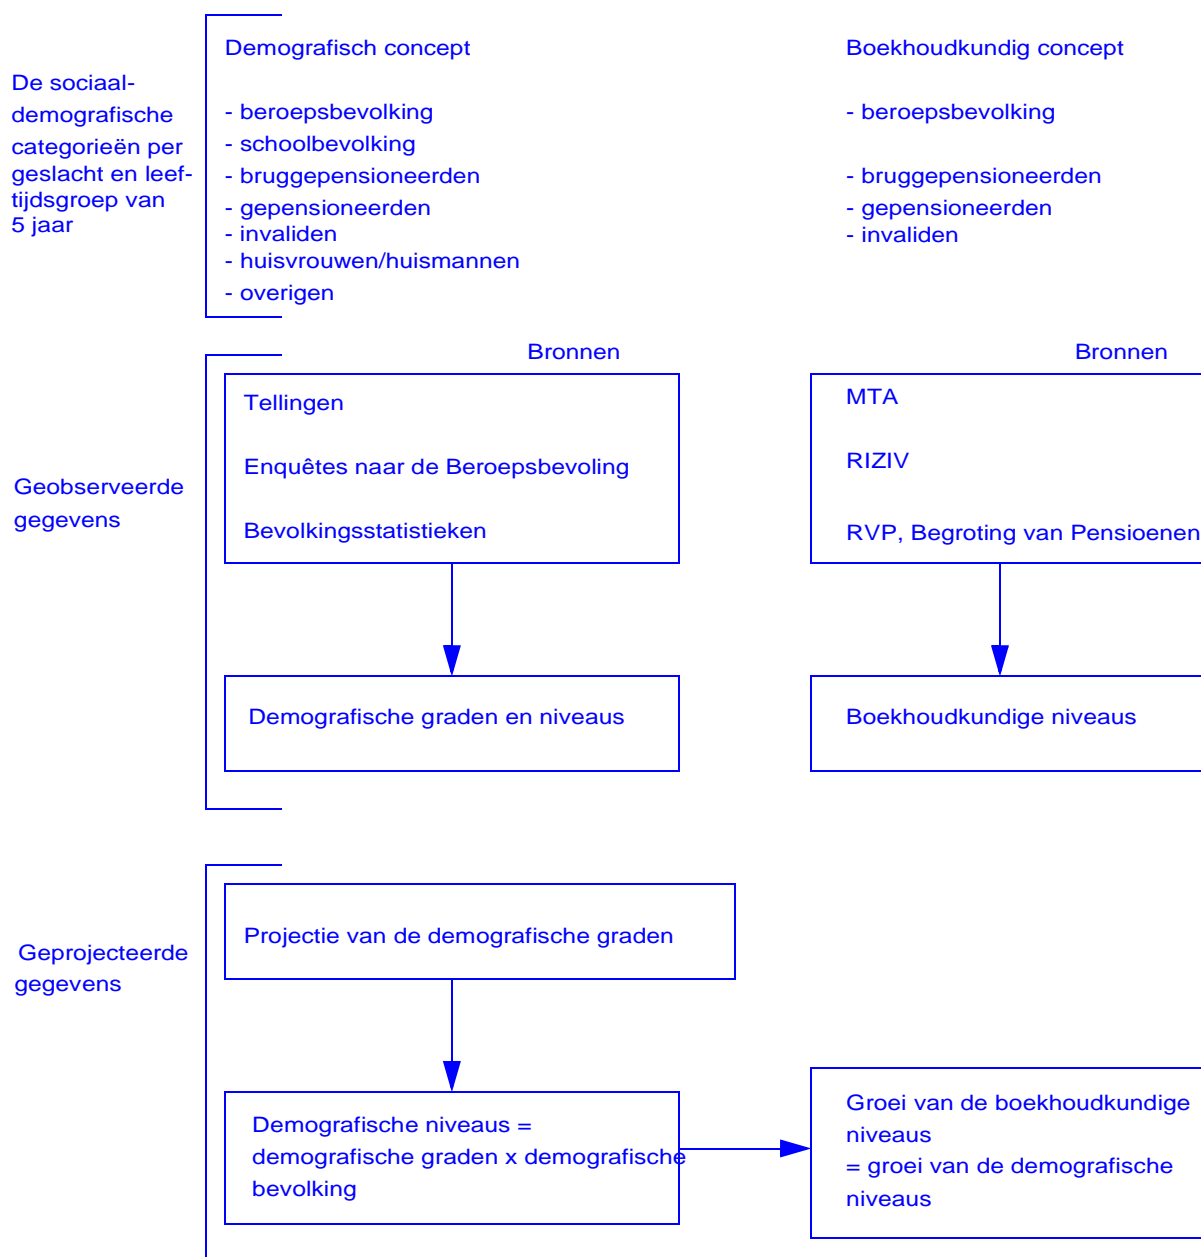 De sociaal-
demografische
categorieën per
geslacht en leef-
tijdsgroep van
5 jaar
Demografisch concept
- beroepsbevolking
- schoolbevolking
- bruggepensioneerden
- gepensioneerden
- invaliden
- huisvrouwen/huismannen
- overigen
Boekhoudkundig concept
- beroepsbevolking
- bruggepensioneerden
- gepensioneerden
- invaliden
Geobserveerde
gegevens
Bronnen
Tellingen
Enquêtes naar de Beroepsbevoling
Bevolkingsstatistieken
Bronnen
MTA
RIZIV
RVP, Begroting van Pensioenen
Demografische graden en niveaus
Boekhoudkundige niveaus
Geprojecteerde
gegevens
Projectie van de demografische graden
Demografische niveaus =
demografische graden x demografische
bevolking
Groei van de boekhoudkundige
niveaus
= groei van de demografische
niveaus